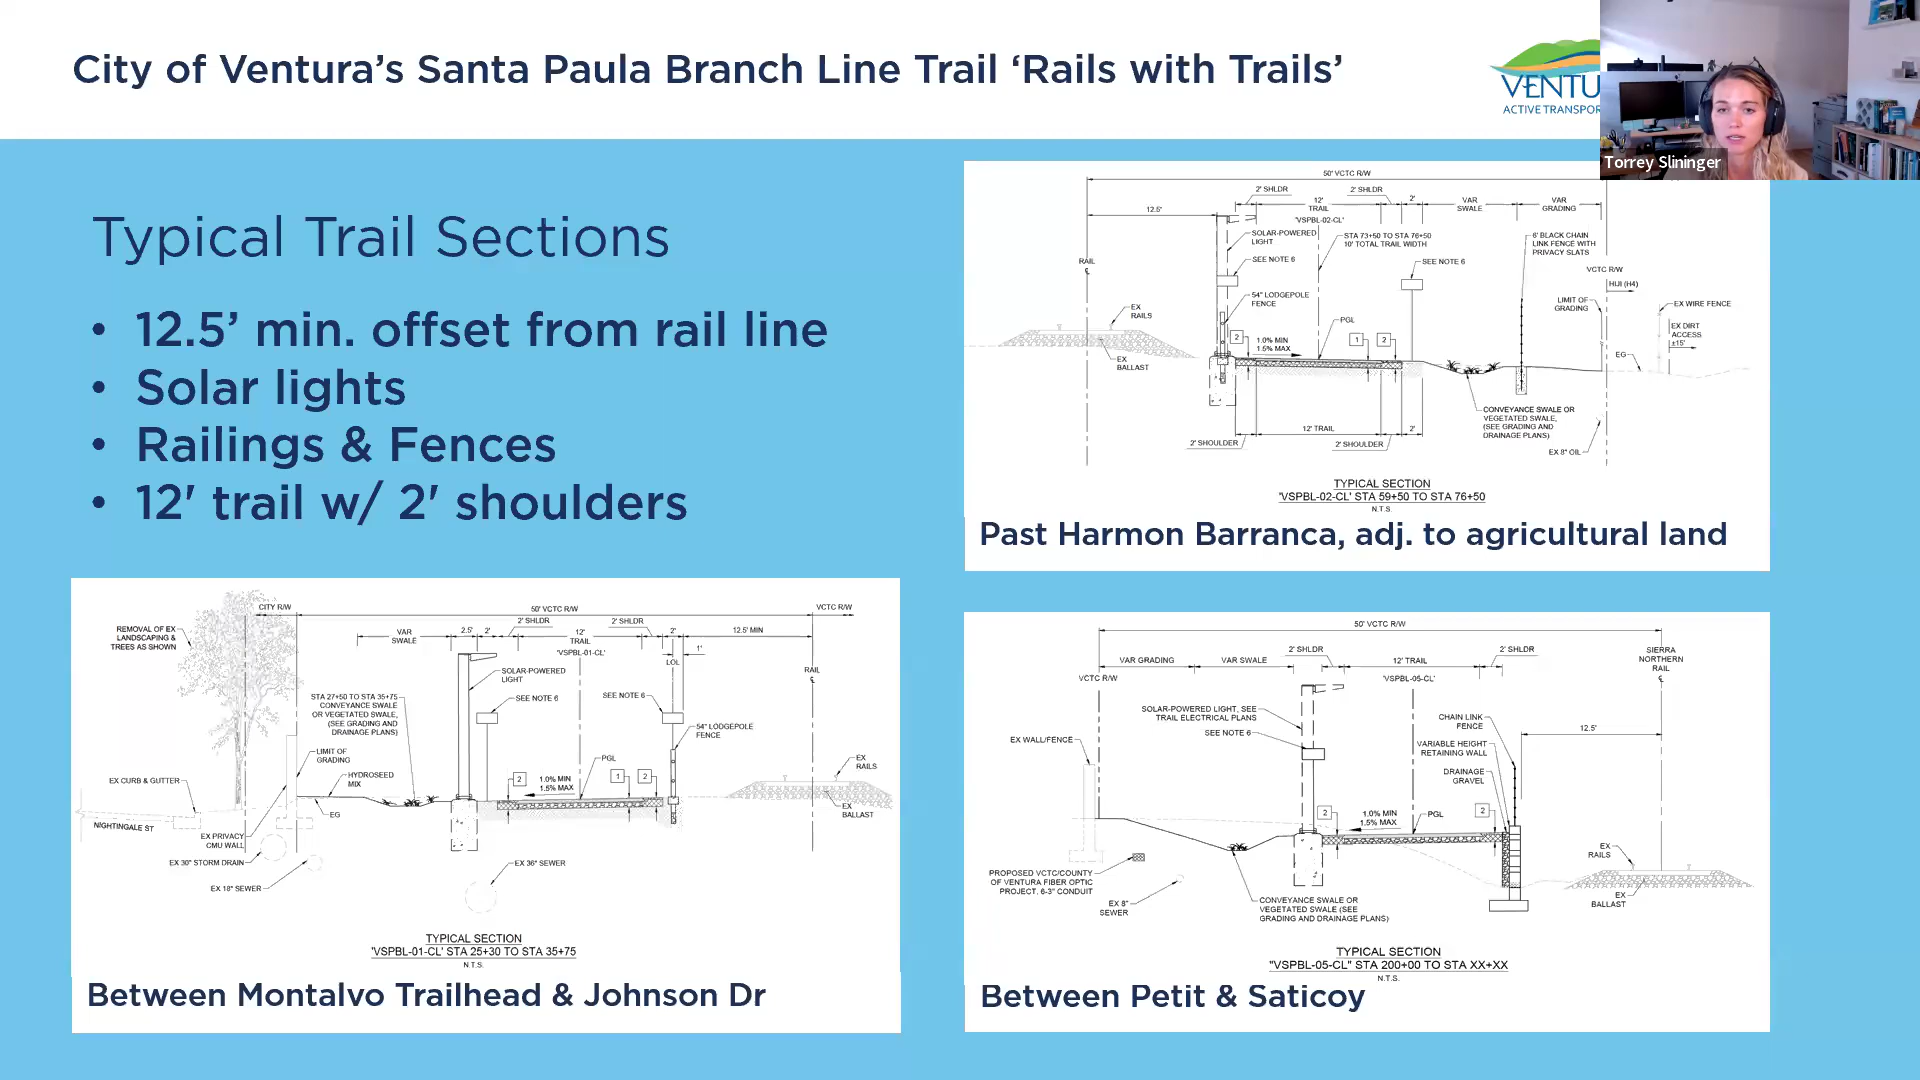 City of Ventura’s Santa Paula Branch Line Trail ‘Rails with Trails’
VENTU
ACTIVE TRANSPOR
Torrey Slininger
Typical Trail Sections
• 12.5’ min. offset from rail line
• Solar lights
• Railings & Fences
• 12' trail w/ 2' shoulders
50' VCTC R/W
2' SHLDR
2' SHLDR
2'
12.5'
12'
TRAIL
'VSPBL-02-CL'
VAR
SWALE
VAR
GRADING
SOLAR-POWERED
LIGHT
STA 73+50 TO STA 76+50
10' TOTAL TRAIL WIDTH
6' BLACK CHAIN
LINK FENCE WITH
PRIVACY SLATS
RAIL
SEE NOTE 6
SEE NOTE 6
VCTC R/W
HIJI (H4)
54" LODGEPOLE
FENCE
LIMIT OF
GRADING
EX WIRE FENCE
EX
RAILS
PGL
EX DIRT
ACCESS
±15'
2
1.0% MIN
1.5% MAX
1
2
EG
EX
BALLAST
CONVEYANCE SWALE OR
VEGETATED SWALE,
(SEE GRADING AND
DRAINAGE PLANS)
2' SHOULDER
12' TRAIL
2' SHOULDER
2'
EX 8" OIL
TYPICAL SECTION
'VSPBL-02-CL' STA 59+50 TO STA 76+50
N.T.S.
Past Harmon Barranca, adj. to agricultural land
CITY R/W
50' VCTC R/W
VCTC R/W
REMOVAL OF EX
LANDSCAPING &
TREES AS SHOWN
VAR
SWALE
2.5'
2'
2' SHLDR
12'
TRAIL
'VSPBL-01-CL'
2' SHLDR
2'
1'
LOL
12.5' MIN
RAIL
SOLAR-POWERED
LIGHT
STA 27+50 TO STA 35+75
CONVEYANCE SWALE
OR VEGETATED SWALE,
(SEE GRADING AND
DRAINAGE PLANS)
SEE NOTE 6
SEE NOTE 6
54" LODGEPOLE
FENCE
LIMIT OF
GRADING
PGL
EX
RAILS
EX CURB & GUTTER
HYDROSEED
MIX
2
1.0% MIN
1.5% MAX
1
2
EG
EX
BALLAST
NIGHTINGALE ST
EX PRIVACY
CMU WALL
EX 30" STORM DRAIN
EX 18" SEWER
EX 36" SEWER
TYPICAL SECTION
'VSPBL-01-CL' STA 25+30 TO STA 35+75
N.T.S.
Between Montalvo Trailhead & Johnson Dr
50' VCTC R/W
VAR GRADING
VAR SWALE
2' SHLDR
12' TRAIL
2' SHLDR
SIERRA
NORTHERN
RAIL
VCTC R/W
'VSPBL-05-CL'
SOLAR-POWERED LIGHT, SEE
TRAIL ELECTRICAL PLANS
SEE NOTE 6
CHAIN LINK
FENCE
12.5'
EX WALL/FENCE
VARIABLE HEIGHT
RETAINING WALL
DRAINAGE
GRAVEL
2
1.0% MIN
1.5% MAX
PGL
2
EX
RAILS
PROPOSED VCTC/COUNTY
OF VENTURA FIBER OPTIC
PROJECT, 6-3" CONDUIT
EX 8"
SEWER
CONVEYANCE SWALE OR
VEGETATED SWALE (SEE
GRADING AND DRAINAGE PLANS)
EX
BALLAST
TYPICAL SECTION
"VSPBL-05-CL" STA 200+00 TO STA XX+XX
N.T.S.
Between Petit & Saticoy